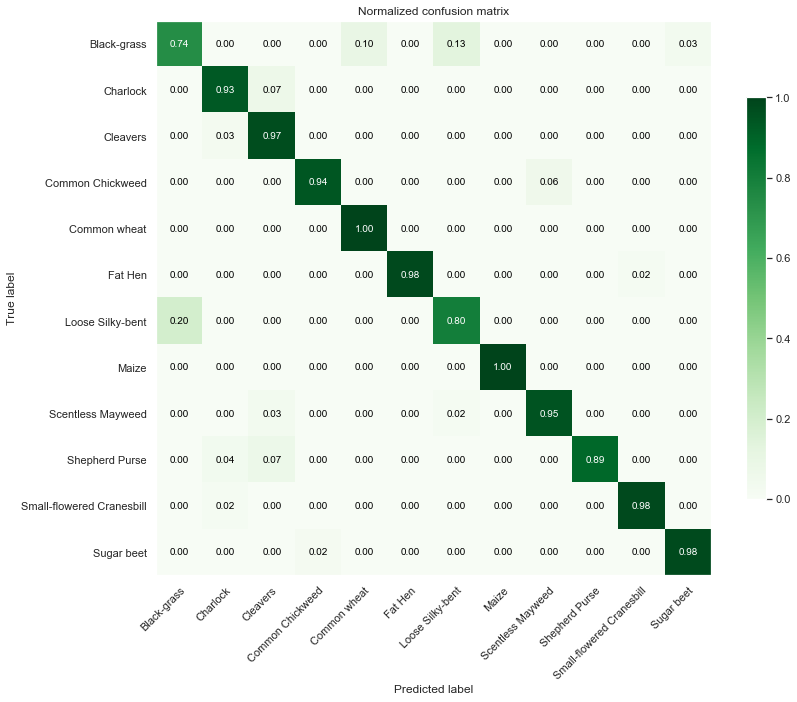 Normalized confusion matrix
Black-grass 0.74 0.00 0.00 0.00 0.10 0.00 0.13 0.00 0.00 0.00 0.00 0.03
Charlock 0.00 0.93 0.07 0.00 0.00 0.00 0.00 0.00 0.00 0.00 0.00 0.00
Cleavers 0.00 0.03 0.97 0.00 0.00 0.00 0.00 0.00 0.00 0.00 0.00 0.00
Common Chickweed 0.00 0.00 0.00 0.94 0.00 0.00 0.00 0.00 0.06 0.00 0.00 0.00
Common wheat 0.00 0.00 0.00 0.00 1.00 0.00 0.00 0.00 0.00 0.00 0.00 0.00
Fat Hen 0.00 0.00 0.00 0.00 0.00 0.98 0.00 0.00 0.00 0.00 0.02 0.00
Loose Silky-bent 0.20 0.00 0.00 0.00 0.00 0.00 0.80 0.00 0.00 0.00 0.00 0.00
Maize 0.00 0.00 0.00 0.00 0.00 0.00 0.00 1.00 0.00 0.00 0.00 0.00
Scentless Mayweed 0.00 0.00 0.03 0.00 0.00 0.00 0.02 0.00 0.95 0.00 0.00 0.00
Shepherd Purse 0.00 0.04 0.07 0.00 0.00 0.00 0.00 0.00 0.00 0.89 0.00 0.00
Small-flowered Cranesbill 0.00 0.02 0.00 0.00 0.00 0.00 0.00 0.00 0.00 0.00 0.98 0.00
Sugar beet 0.00 0.00 0.00 0.02 0.00 0.00 0.00 0.00 0.00 0.00 0.00 0.98
True label
Black-grass
Charlock
Cleavers
Common Chickweed
Common wheat
Fat Hen
Loose Silky-bent
Maize
Scentless Mayweed
Shepherd Purse
Small-flowered Cranesbill
Sugar beet
Predicted label
1.0
0.8
0.6
0.4
0.2
0.0